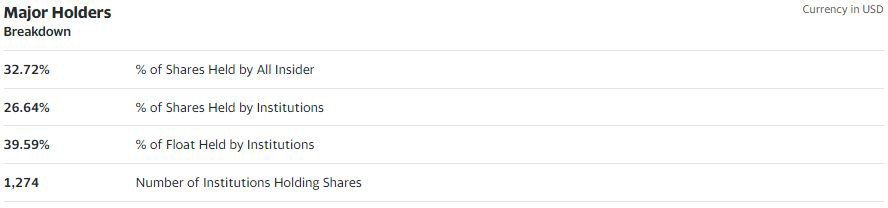 Major Holders
Currency in USD
Breakdown
32.72% % of Shares Held by All Insider
26.64% % of Shares Held by Institutions
39.59% % of Float Held by Institutions
1,274 Number of Institutions Holding Shares